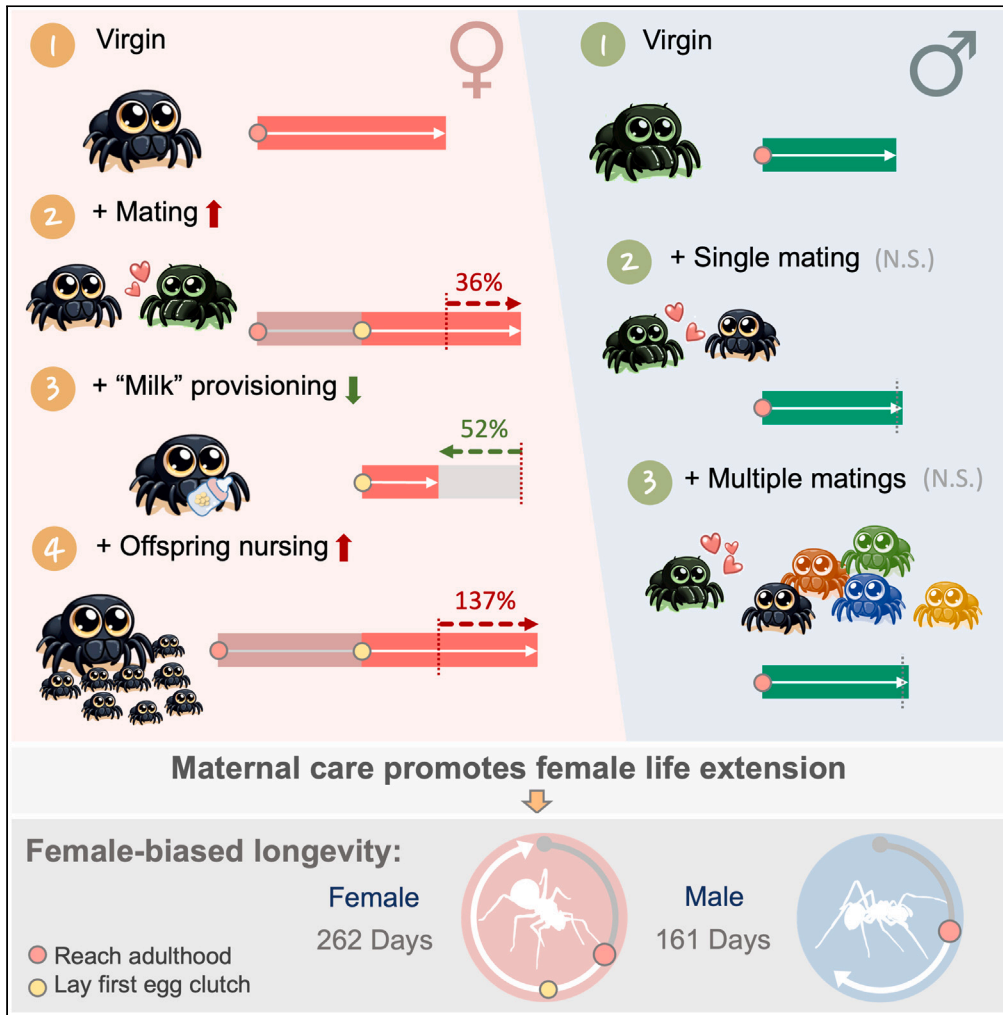 1 Virgin
2 + Mating
36%
3 + “Milk” provisioning
52%
4 + Offspring nursing
137%
1 Virgin
2 + Single mating (N.S.)
3 + Multiple matings (N.S.)
Maternal care promotes female life extension
Female-biased longevity:
Female
262 Days
Male
161 Days
Reach adulthood
Lay first egg clutch